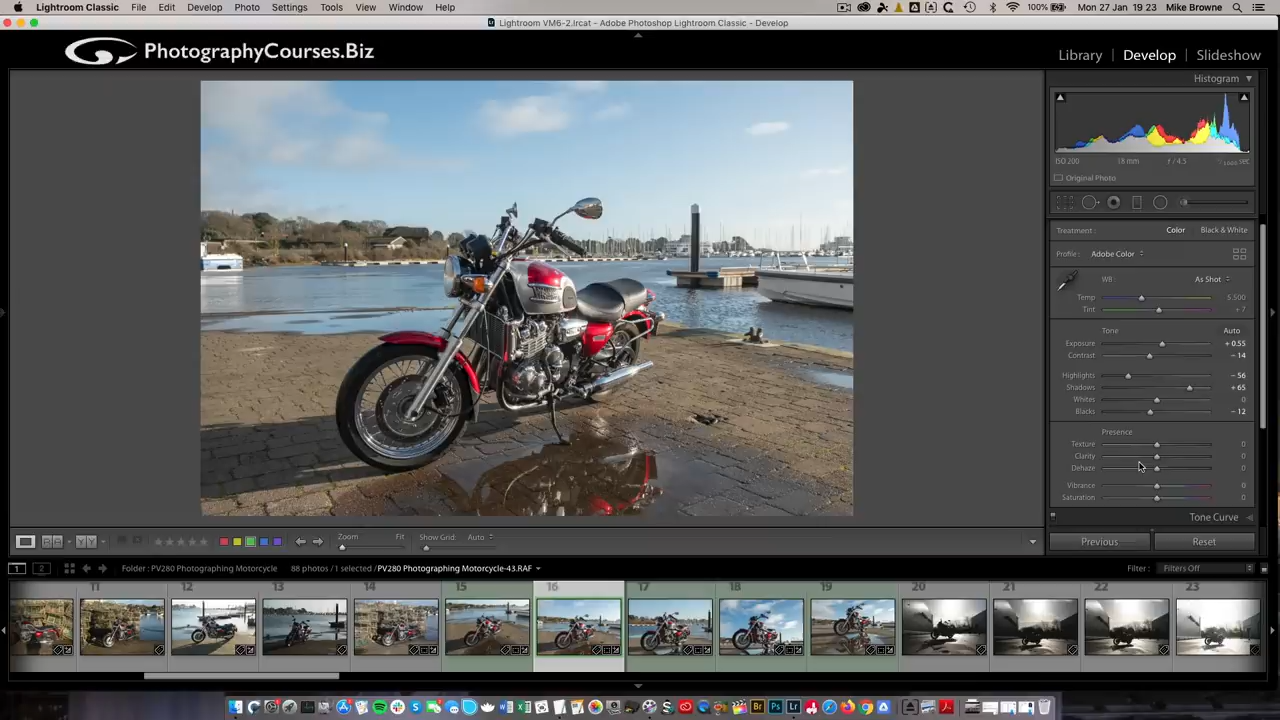 Lightroom Classic File Edit Develop Photo Settings Tools View Window Help 100% Mon 27 Jan 19 23 Mike Browne
Lightroom VM6-2.lrcat – Adobe Photoshop Lightroom Classic - Develop
PhotographyCourses.Biz
Library | Develop | Slideshow
Histogram
ISO 200 18 mm f / 4.5
Original Photo
Treatment : Color Black & White
Profile : Adobe Color
WB : As Shot
Temp 5,500
Tint + 7
Tone Auto
Exposure + 0.55
Contrast – 14
Highlights – 56
Shadows + 65
Whites 0
Blacks – 12
Presence
Texture 0
Clarity 0
Dehaze 0
Vibrance 0
Saturation 0
Tone Curve
Previous Reset
Zoom Fit Show Grid: Auto
1 2 Folder : PV280 Photographing Motorcycle 88 photos / 1 selected / PV280 Photographing Motorcycle-43.RAF Filter : Filters Off
11 12 13 14 15 16 17 18 19 20 21 22 23